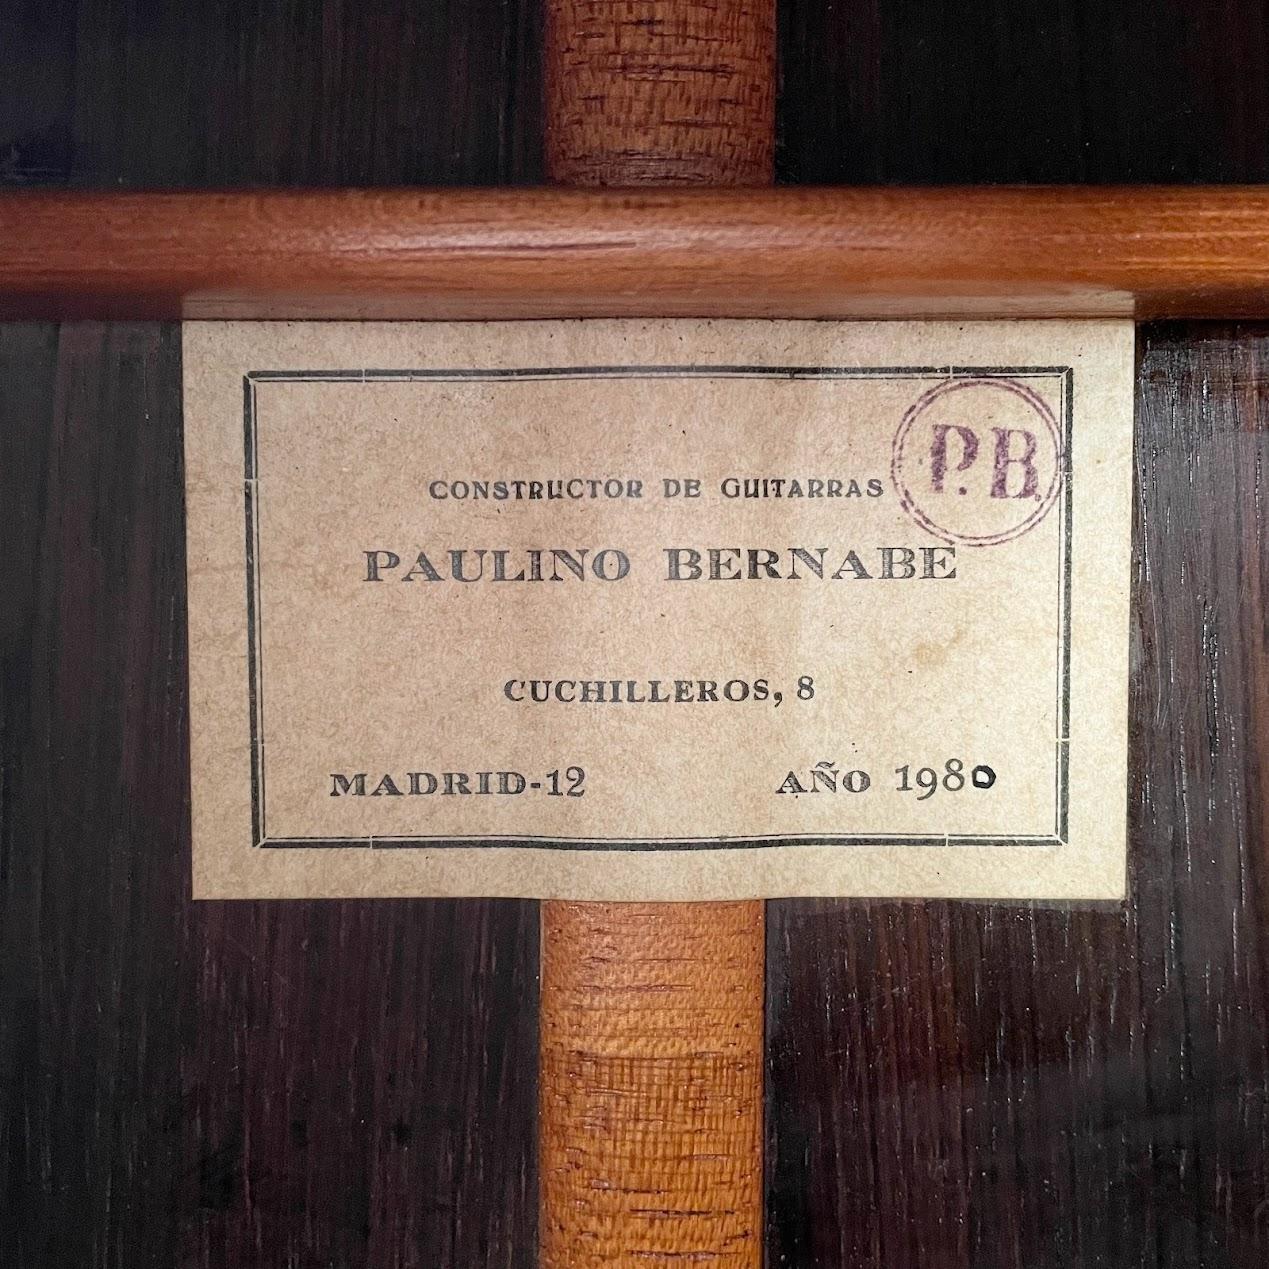 P.B.
CONSTRUCTOR DE GUITARRAS
PAULINO BERNABE
CUCHILLEROS, 8
MADRID-12 AÑO 1980